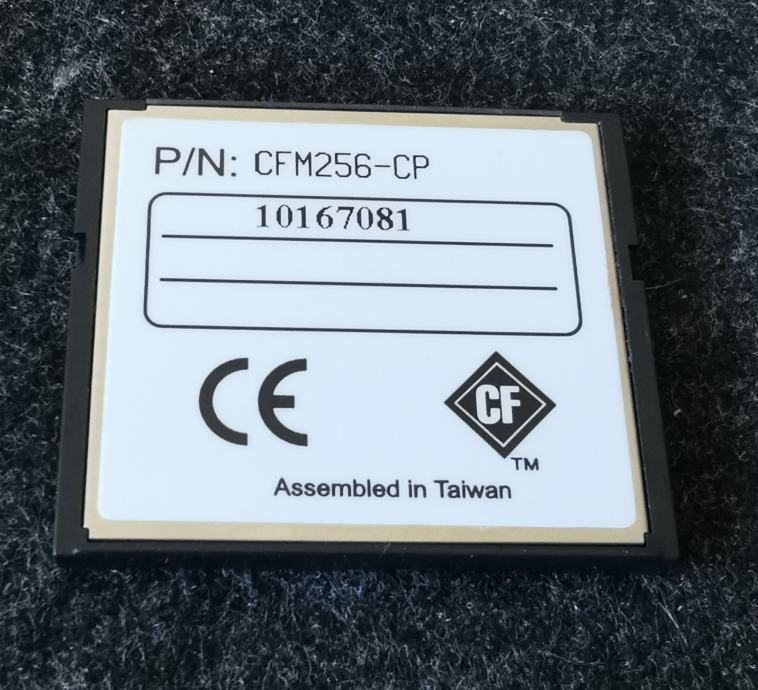 P/N: CFM256-CP
10167081
CE
CF
TM
Assembled in Taiwan